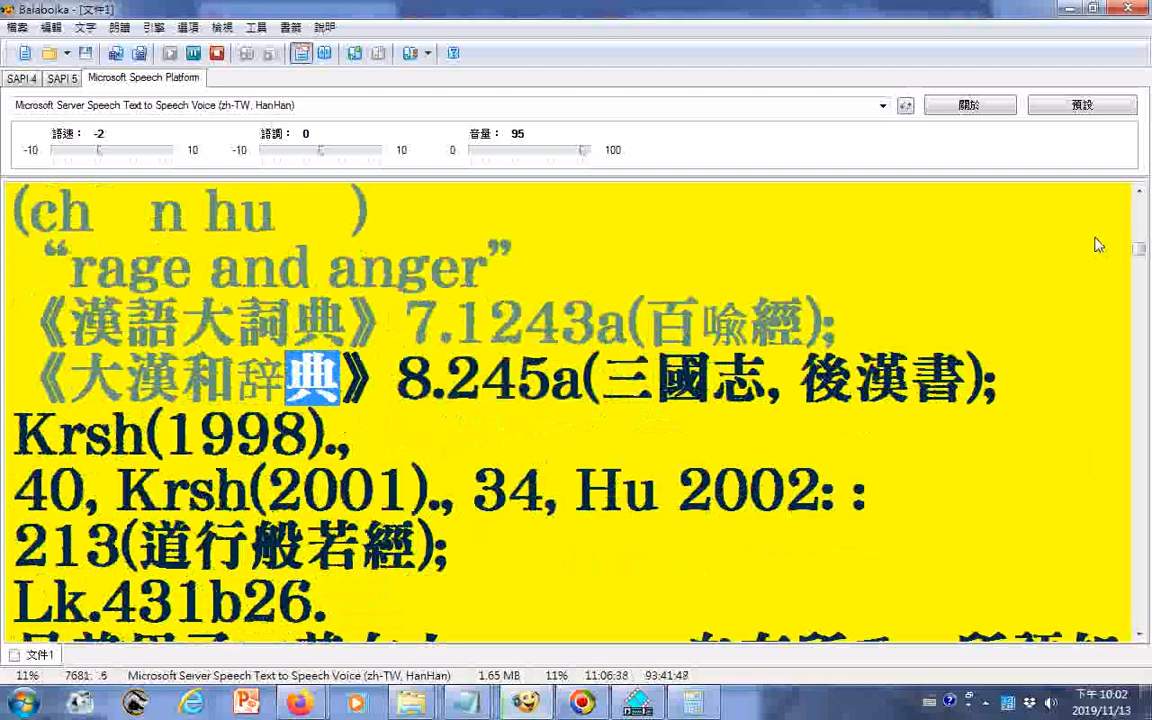 Balabolka - [文件1]
檔案 編輯 文字 朗讀 引擎 選項 檢視 工具 書籤 說明
SAPI 4 SAPI 5 Microsoft Speech Platform
Microsoft Server Speech Text to Speech Voice (zh-TW, HanHan) 關於 預設
語速： -2 語調： 0 音量： 95
-10 10 -10 10 0 100
(ch n hu )
“rage and anger”
《漢語大詞典》 7.1243a(百喩經);
《大漢和辞典》 8.245a(三國志, 後漢書);
Krsh(1998).,
40, Krsh(2001)., 34, Hu 2002: :
213(道行般若經);
Lk.431b26.
文件1
11% Microsoft Server Speech Text to Speech Voice (zh-TW, HanHan) 1.65 MB 11% 11:06:38 93:41:48
下午 10:02
2019/11/13